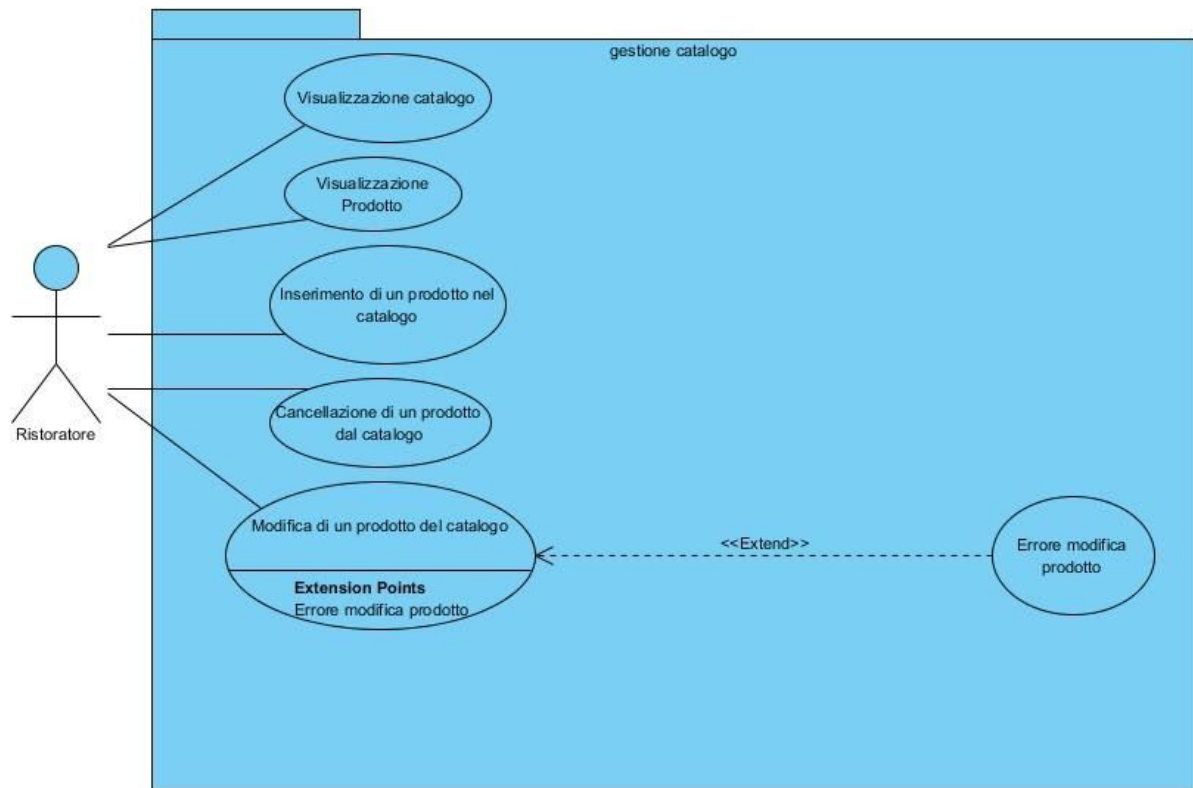 gestione catalogo
Visualizzazione catalogo
Visualizzazione
Prodotto
Inserimento di un prodotto nel
catalogo
Cancellazione di un prodotto
dal catalogo
Ristoratore
Modifica di un prodotto del catalogo
Extension Points
Errore modifica prodotto
<<Extend>>
Errore modifica
prodotto